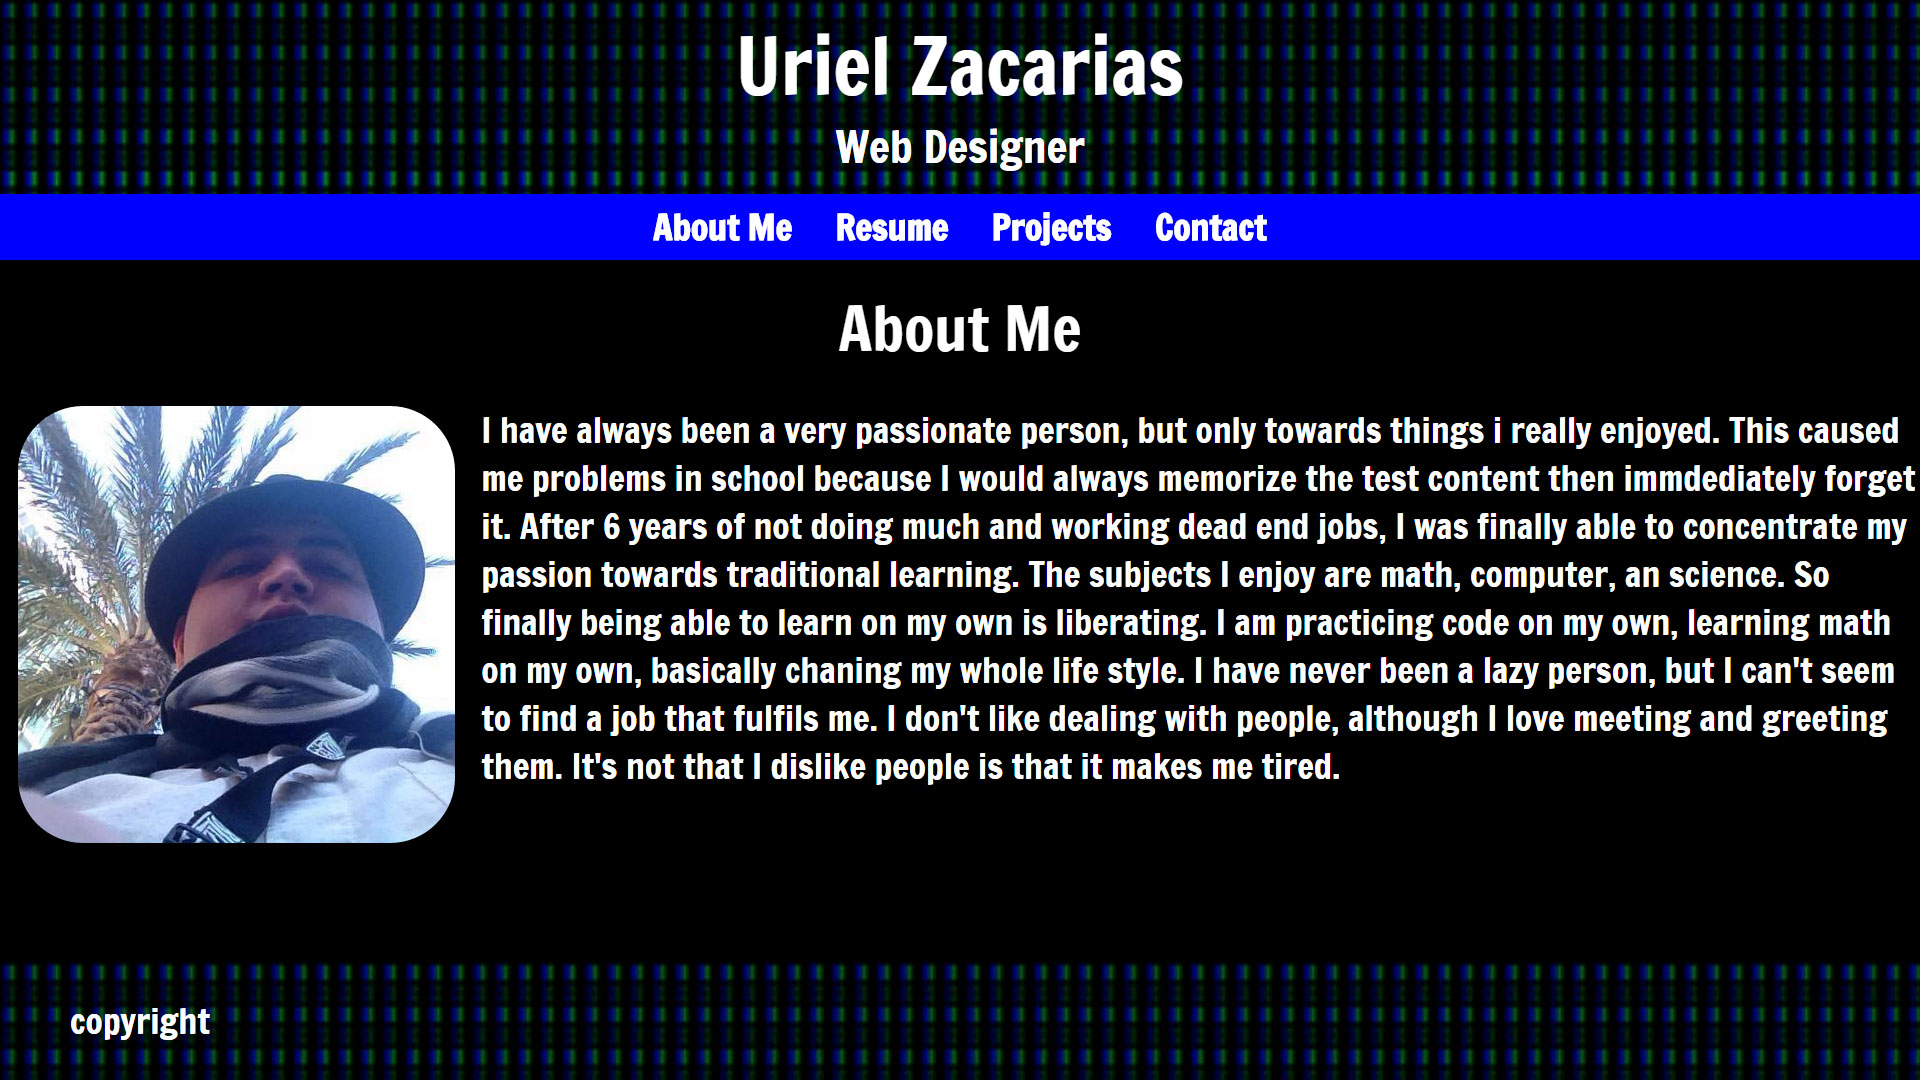 Uriel Zacarias
Web Designer
About Me Resume Projects Contact
About Me
I have always been a very passionate person, but only towards things i really enjoyed. This caused
me problems in school because I would always memorize the test content then immdediately forget
it. After 6 years of not doing much and working dead end jobs, I was finally able to concentrate my
passion towards traditional learning. The subjects I enjoy are math, computer, an science. So
finally being able to learn on my own is liberating. I am practicing code on my own, learning math
on my own, basically chaning my whole life style. I have never been a lazy person, but I can't seem
to find a job that fulfils me. I don't like dealing with people, although I love meeting and greeting
them. It's not that I dislike people is that it makes me tired.
copyright